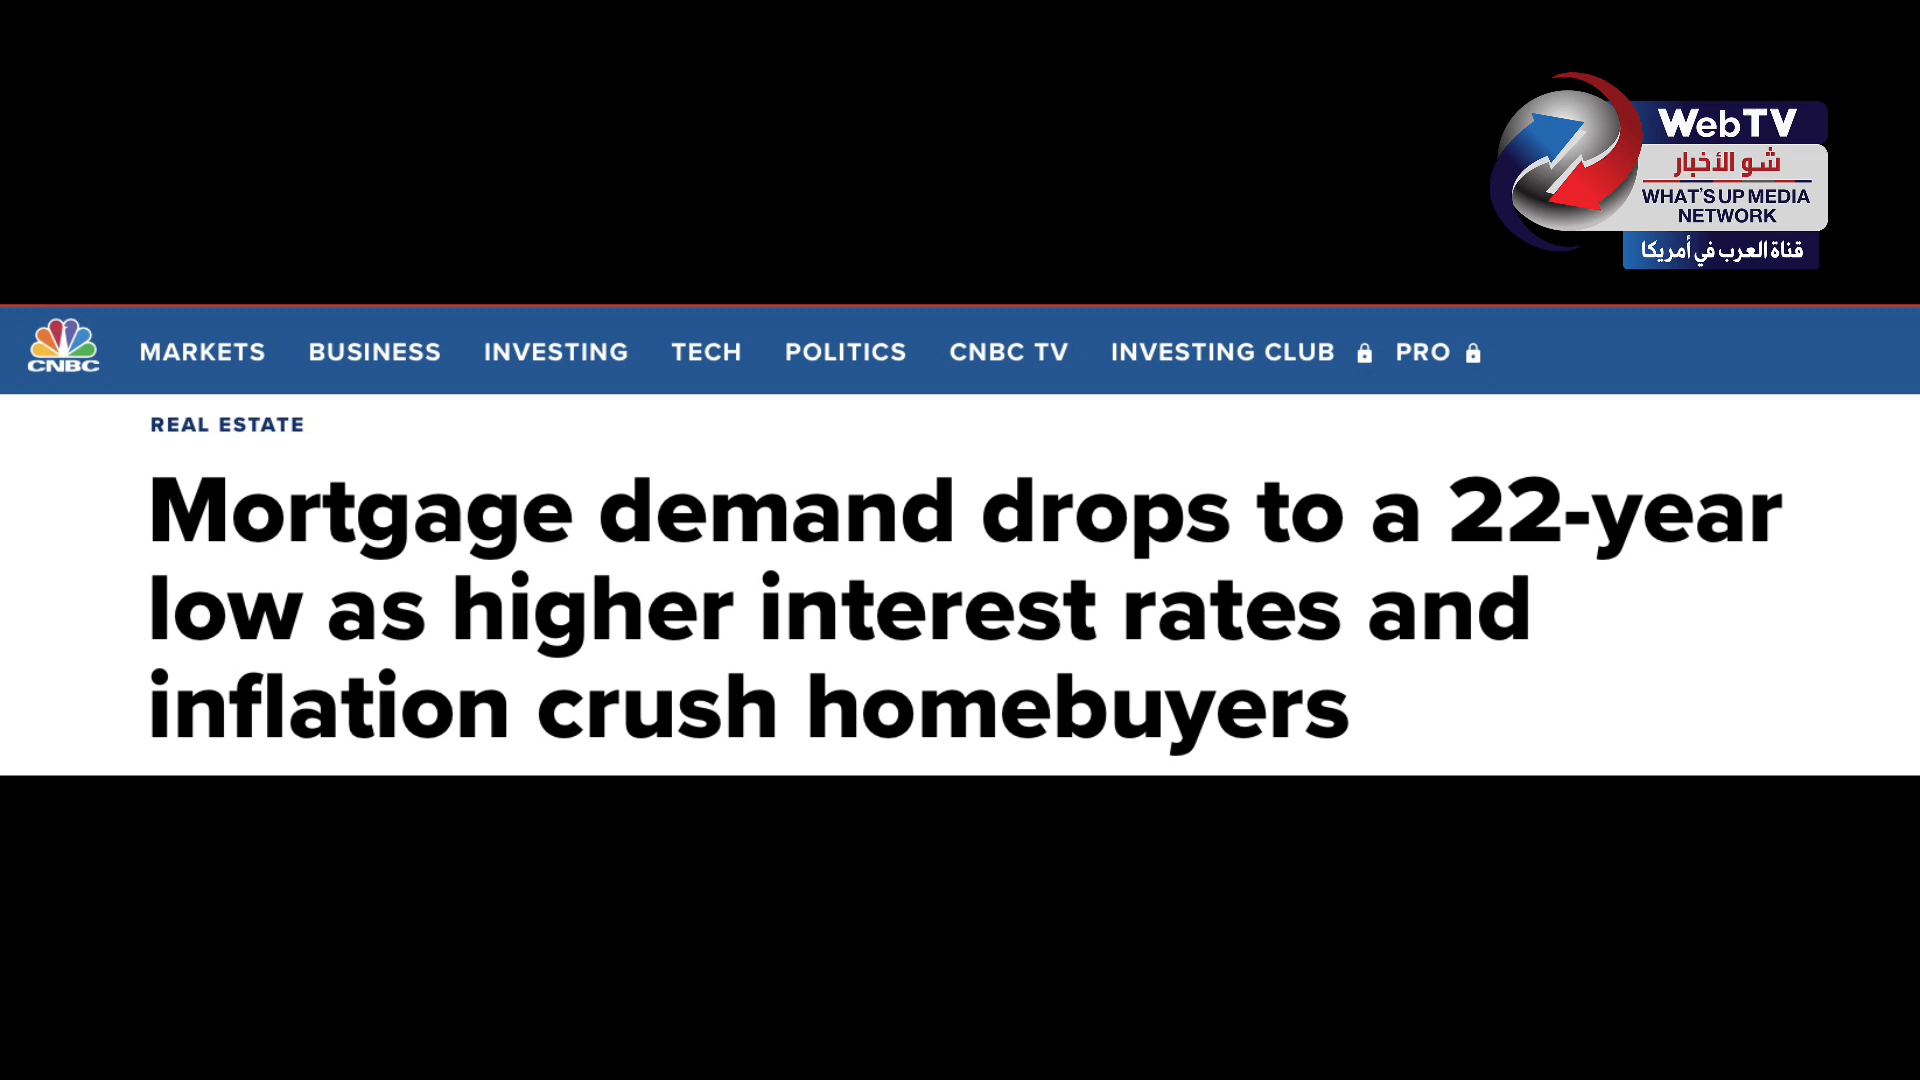 WebTV
شو الأخبار
WHAT'S UP MEDIA
NETWORK
قناة العرب في أمريكا
CNBC MARKETS BUSINESS INVESTING TECH POLITICS CNBC TV INVESTING CLUB PRO
REAL ESTATE
Mortgage demand drops to a 22-year
low as higher interest rates and
inflation crush homebuyers